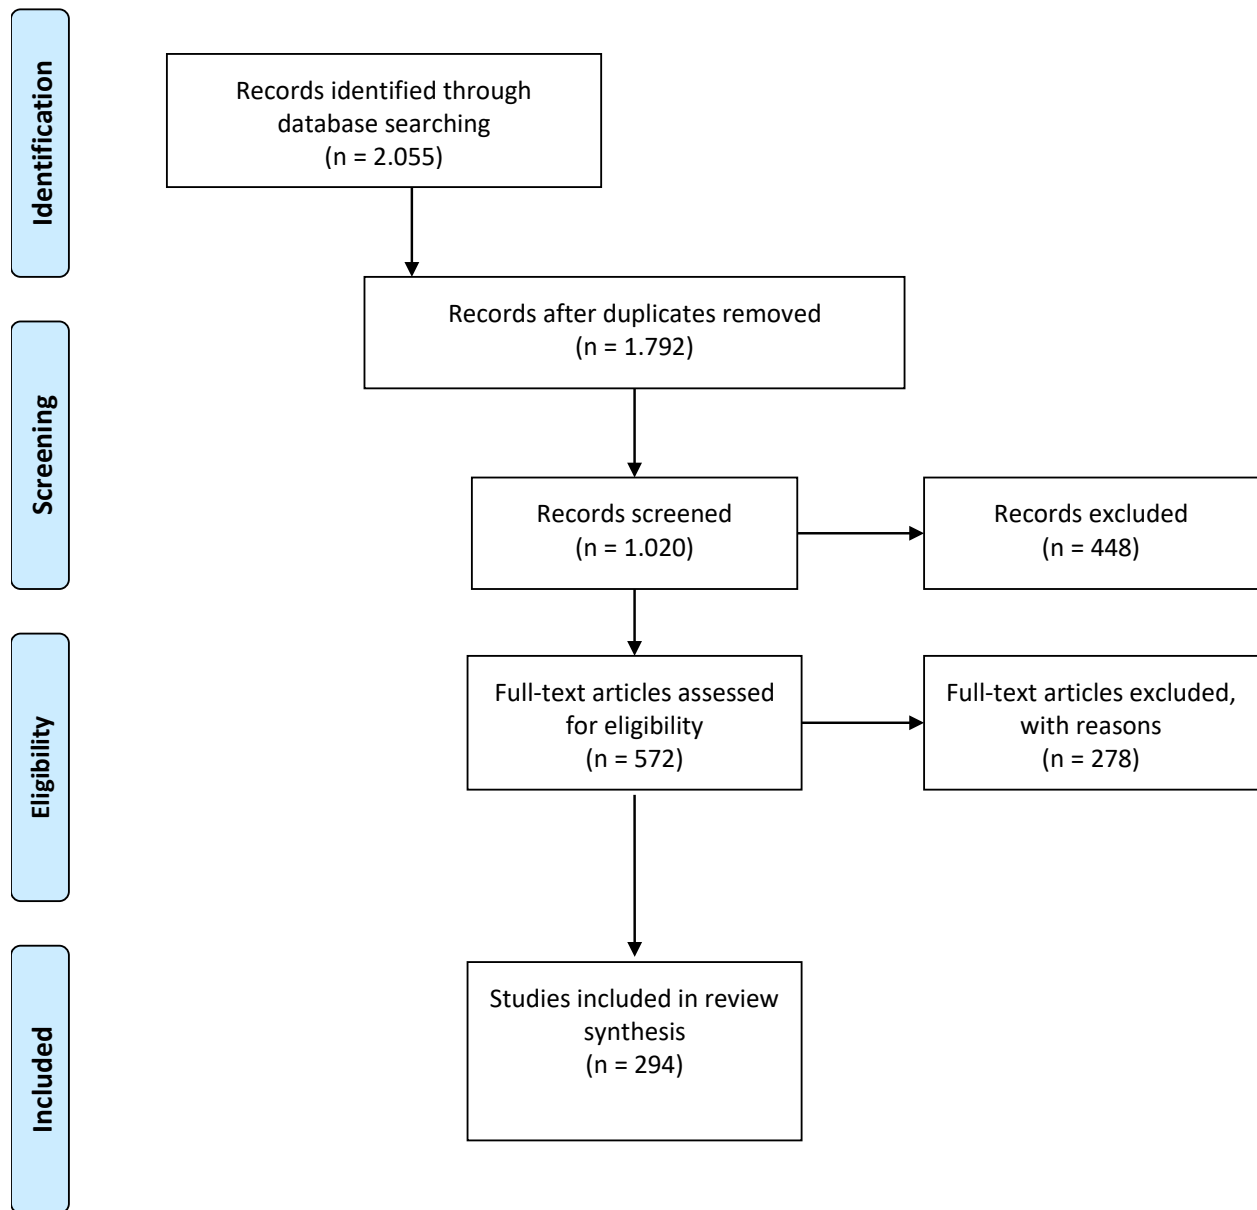 Identification
Records identified through
database searching
(n = 2.055)
Records after duplicates removed
(n = 1.792)
Screening
Records screened
(n = 1.020)
Records excluded
(n = 448)
Eligibility
Full-text articles assessed
for eligibility
(n = 572)
Full-text articles excluded,
with reasons
(n = 278)
Included
Studies included in review
synthesis
(n = 294)